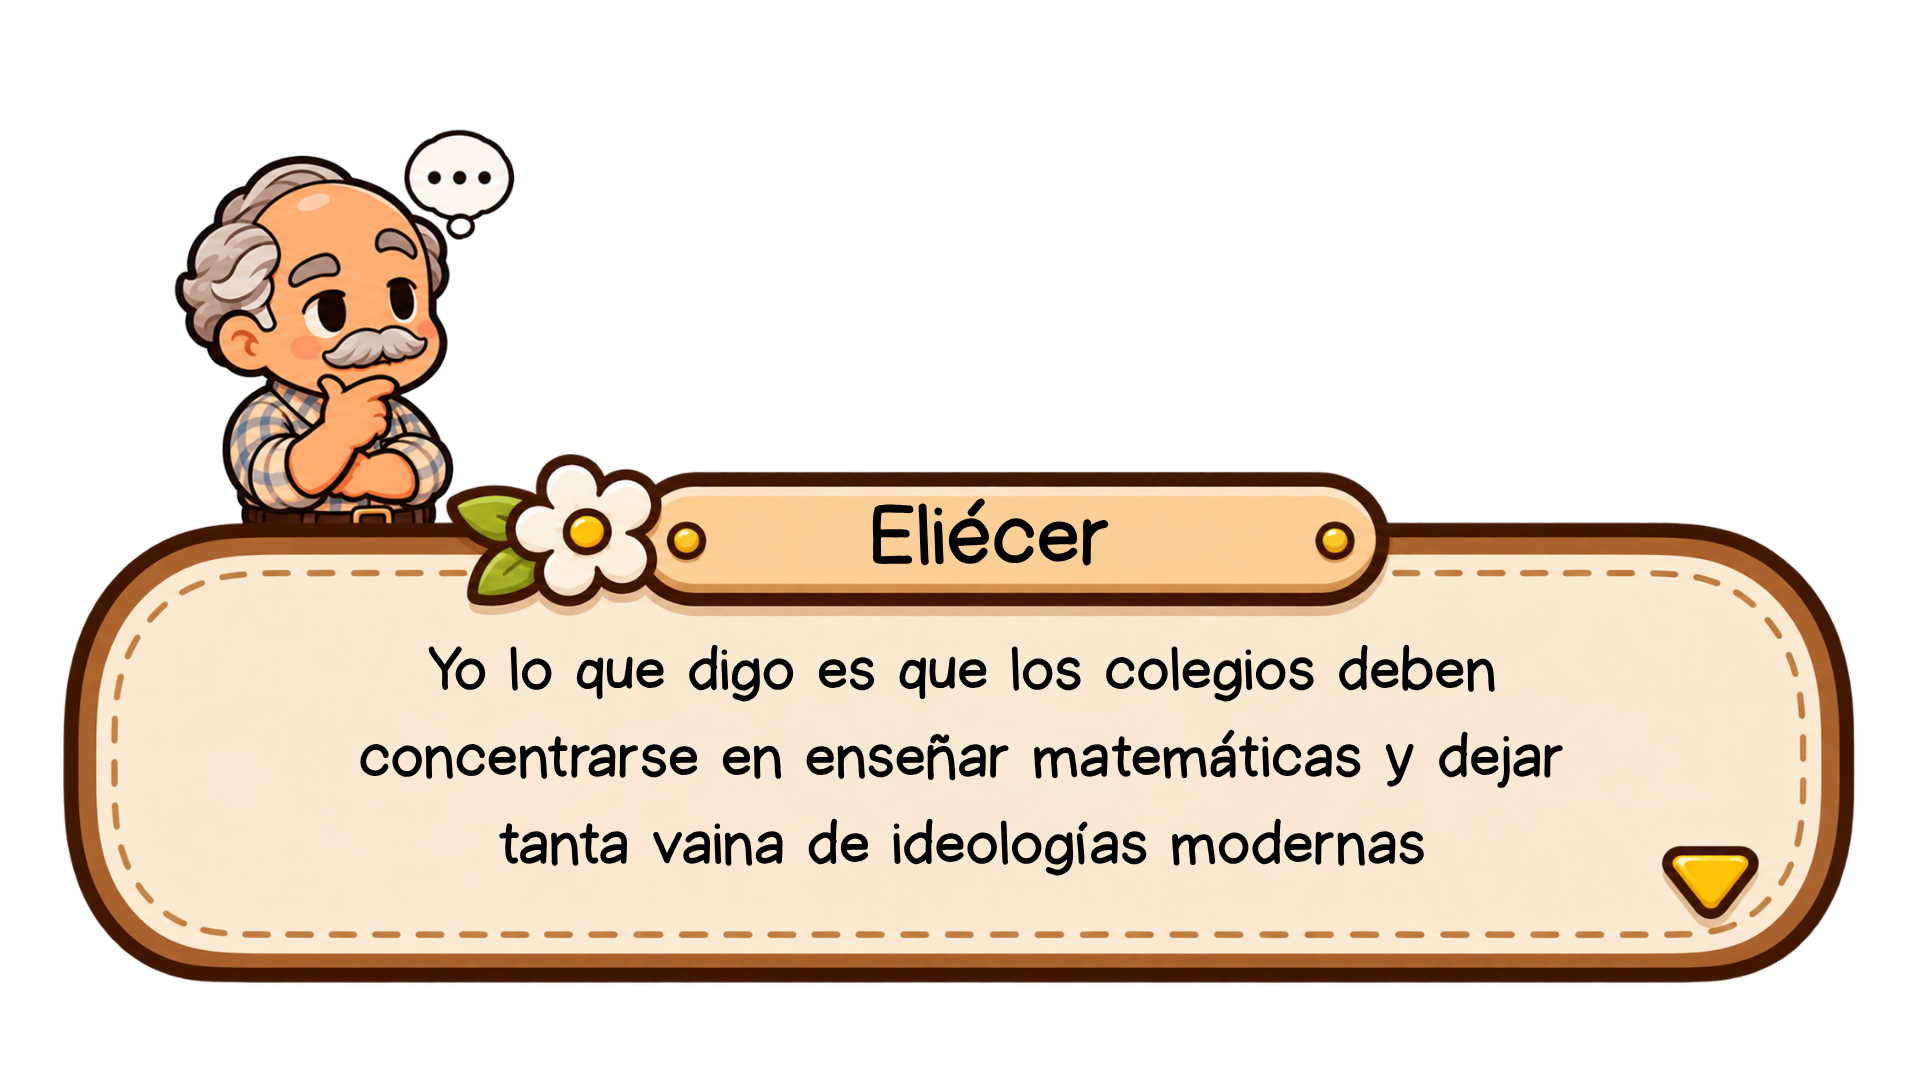 Eliécer
Yo lo que digo es que los colegios deben
concentrarse en enseñar matemáticas y dejar
tanta vaina de ideologías modernas